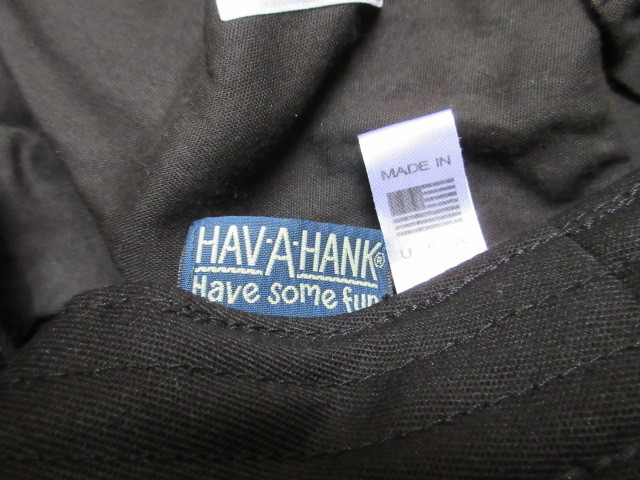 HAV-A-HANK®
Have some fun
MADE IN
U S A